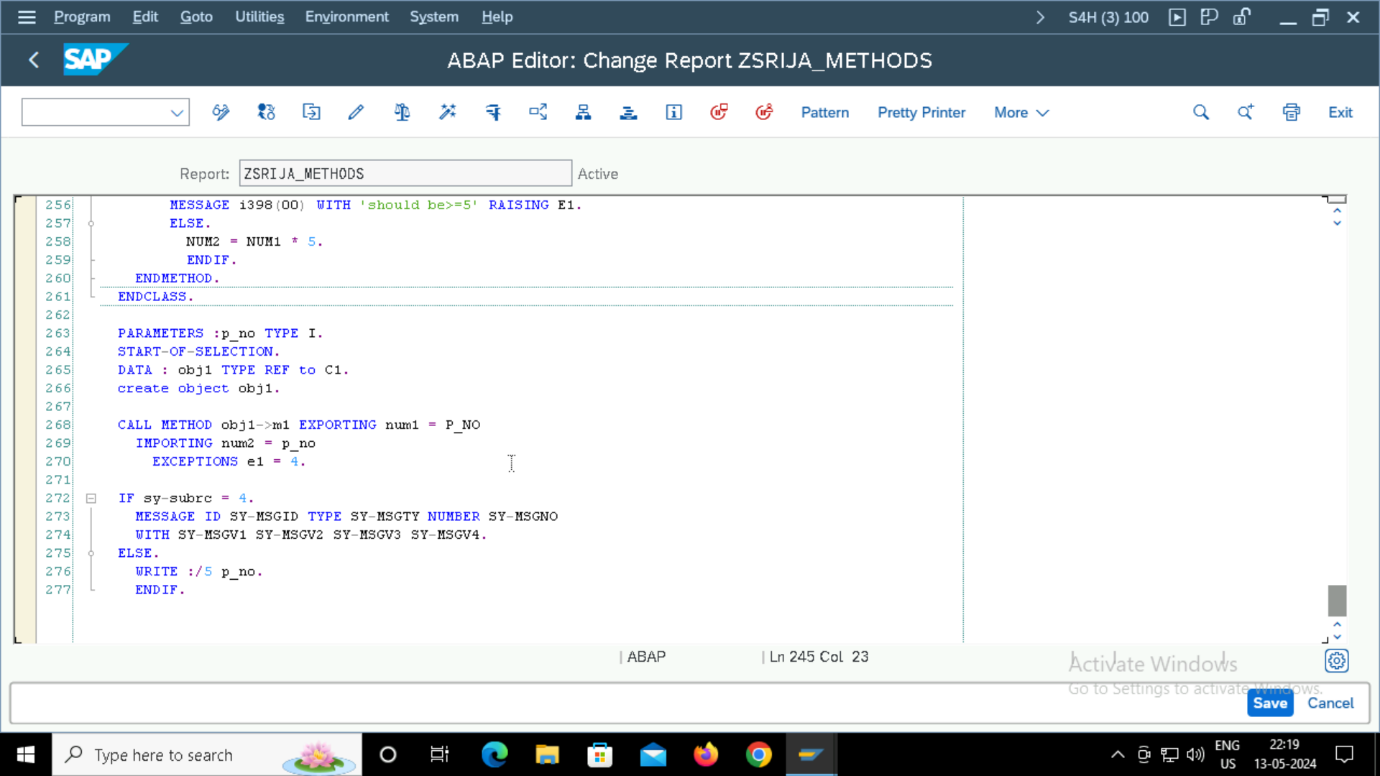 Program Edit Goto Utilities Environment System Help S4H (3) 100
SAP ABAP Editor: Change Report ZSRIJA_METHODS
Pattern Pretty Printer More Exit
Report: ZSRIJA_METHODS Active
256 MESSAGE i398(OO) WITH 'should be>=5' RAISING E1.
257 ELSE.
258 NUM2 = NUM1 * 5.
259 ENDIF.
260 ENDMETHOD.
261 ENDCLASS.
262
263 PARAMETERS :p_no TYPE I.
264 START-OF-SELECTION.
265 DATA : obj1 TYPE REF to C1.
266 create object obj1.
267
268 CALL METHOD obj1->m1 EXPORTING num1 = P_NO
269 IMPORTING num2 = p_no
270 EXCEPTIONS e1 = 4.
271
272 IF sy-subrc = 4.
273 MESSAGE ID SY-MSGID TYPE SY-MSGTY NUMBER SY-MSGNO
274 WITH SY-MSGV1 SY-MSGV2 SY-MSGV3 SY-MSGV4.
275 ELSE.
276 WRITE :/5 p_no.
277 ENDIF.
ABAP Ln 245 Col 23
Activate Windows
Go to Settings to activate Windows.
Save Cancel
Type here to search
ENG 22:19
US 13-05-2024